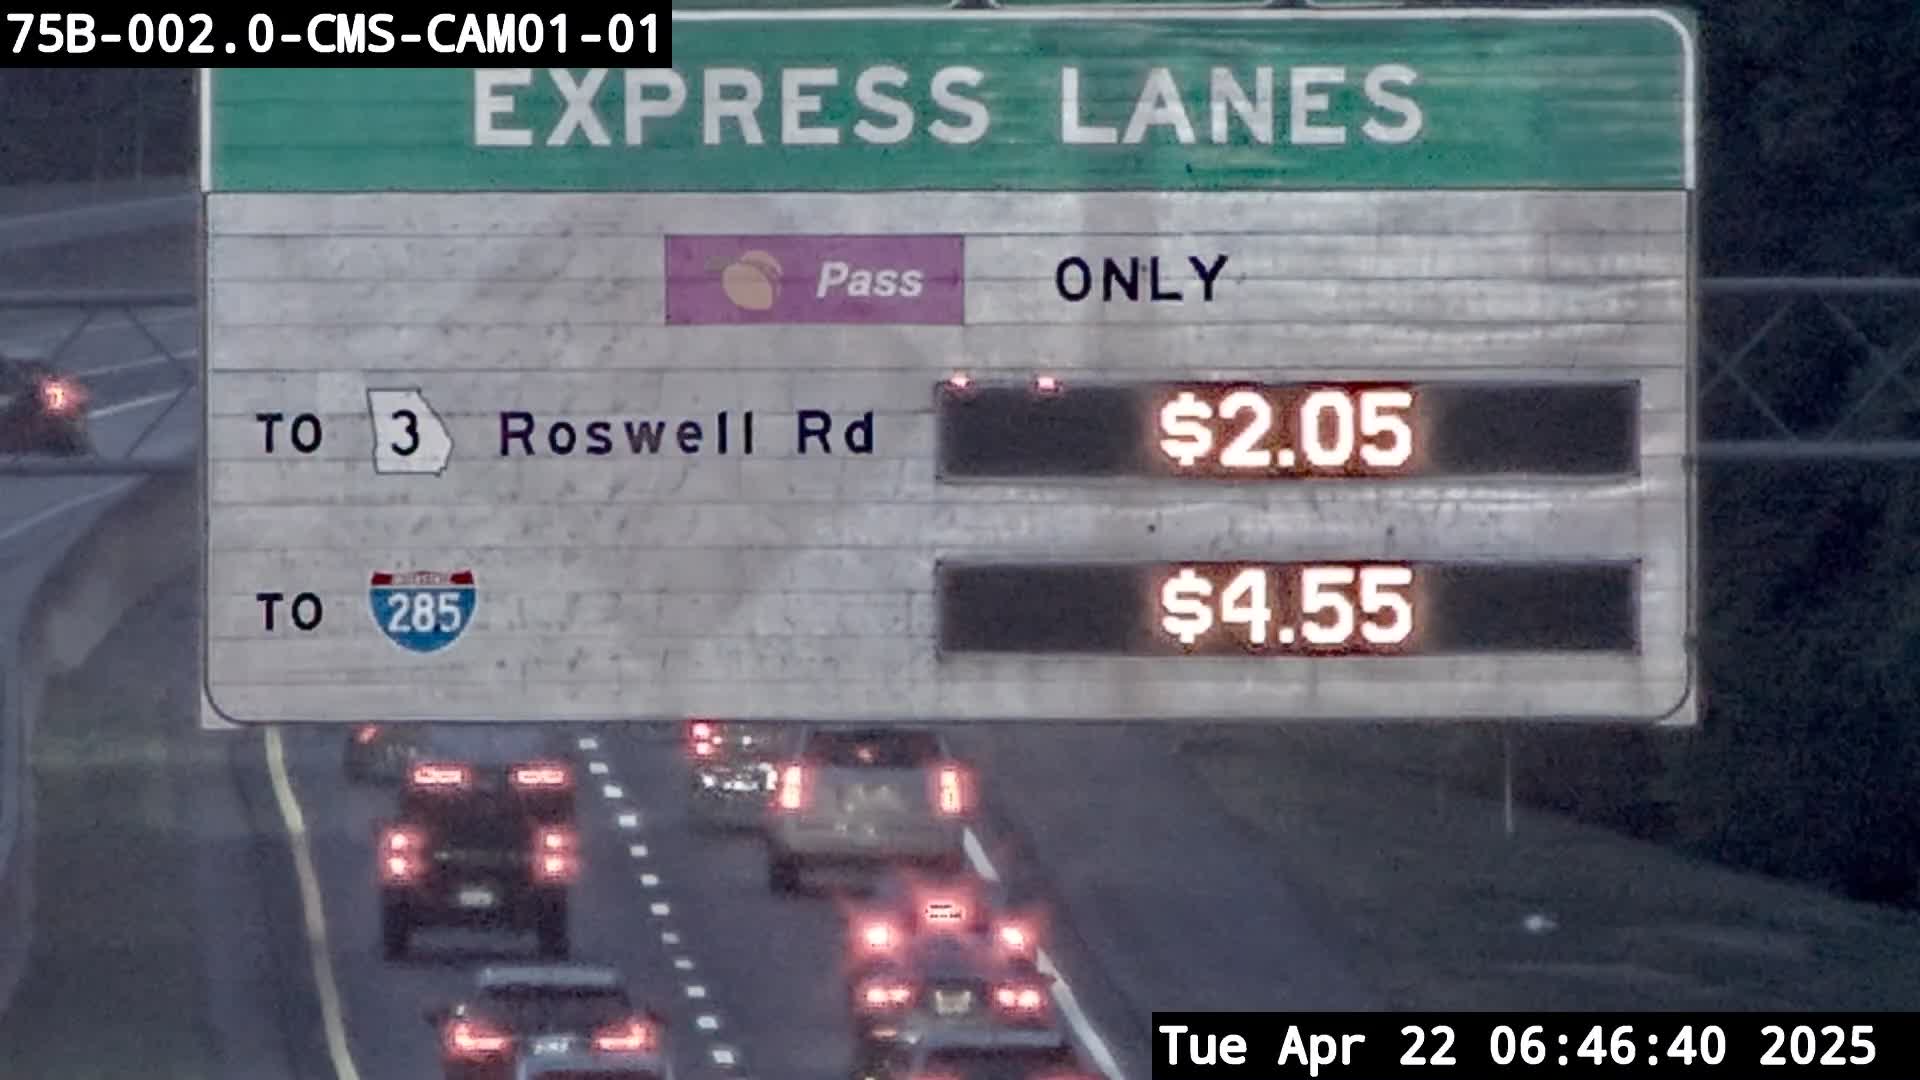 75B-002.0-CMS-CAM01-01
EXPRESS LANES
Pass ONLY
TO 3 Roswell Rd $2.05
TO INTERSTATE 285 $4.55
Tue Apr 22 06:46:40 2025